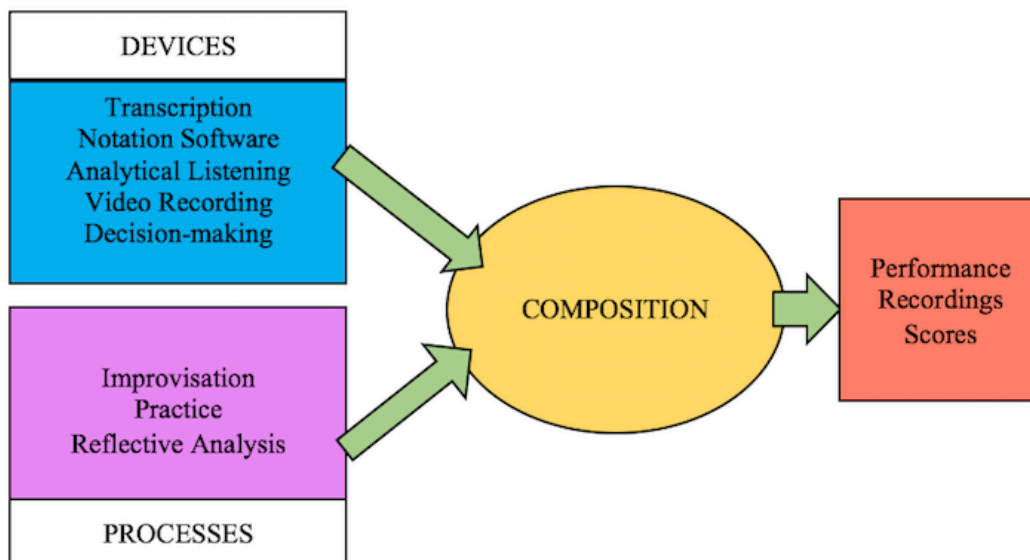 DEVICES
Transcription
Notation Software
Analytical Listening
Video Recording
Decision-making
Improvisation
Practice
Reflective Analysis
PROCESSES
COMPOSITION
Performance
Recordings
Scores